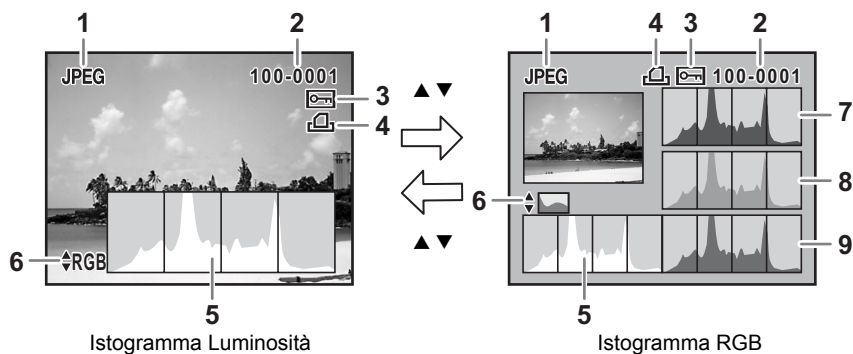 1 2
JPEG 100-0001
3
4
6 RGB
5
Istogramma Luminosità
▲▼
▲▼
1 4 3 2
JPEG 100-0001
7
8
6
9
5
Istogramma RGB